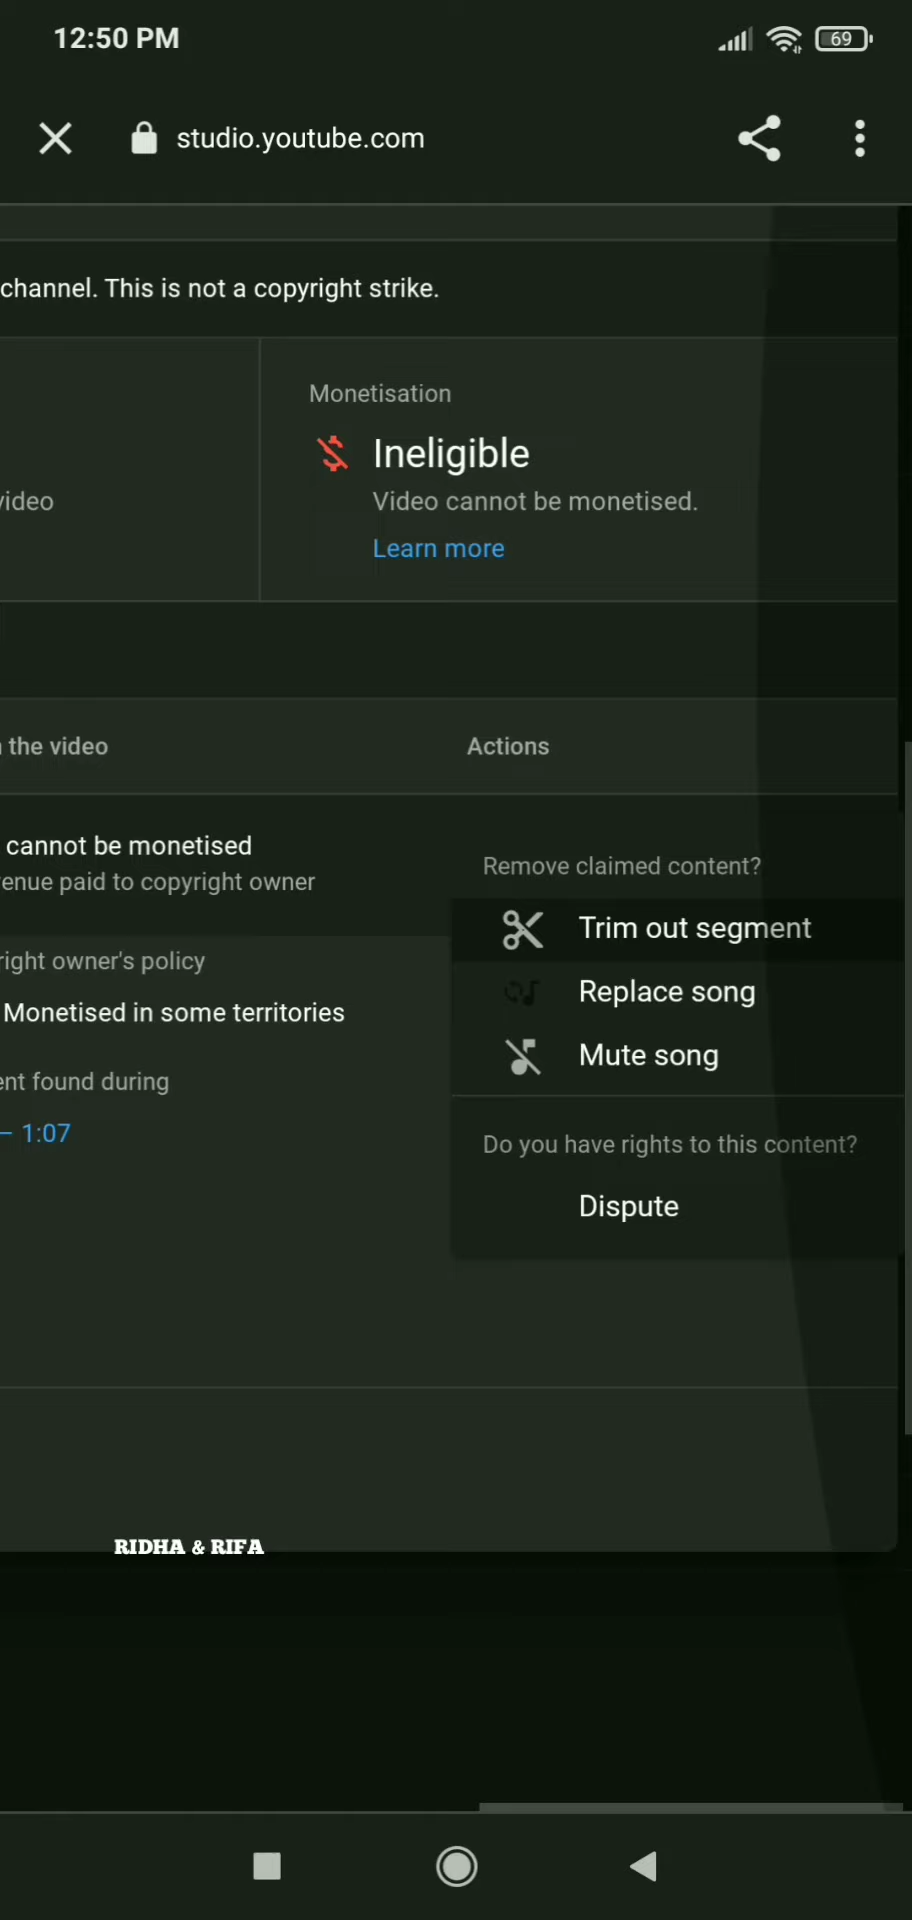 12:50 PM
69
studio.youtube.com
channel. This is not a copyright strike.
Monetisation
Ineligible
video
Video cannot be monetised.
Learn more
the video
Actions
cannot be monetised
enue paid to copyright owner
Remove claimed content?
Trim out segment
right owner's policy
Replace song
Monetised in some territories
Mute song
ent found during
– 1:07
Do you have rights to this content?
Dispute
RIDHA & RIFA